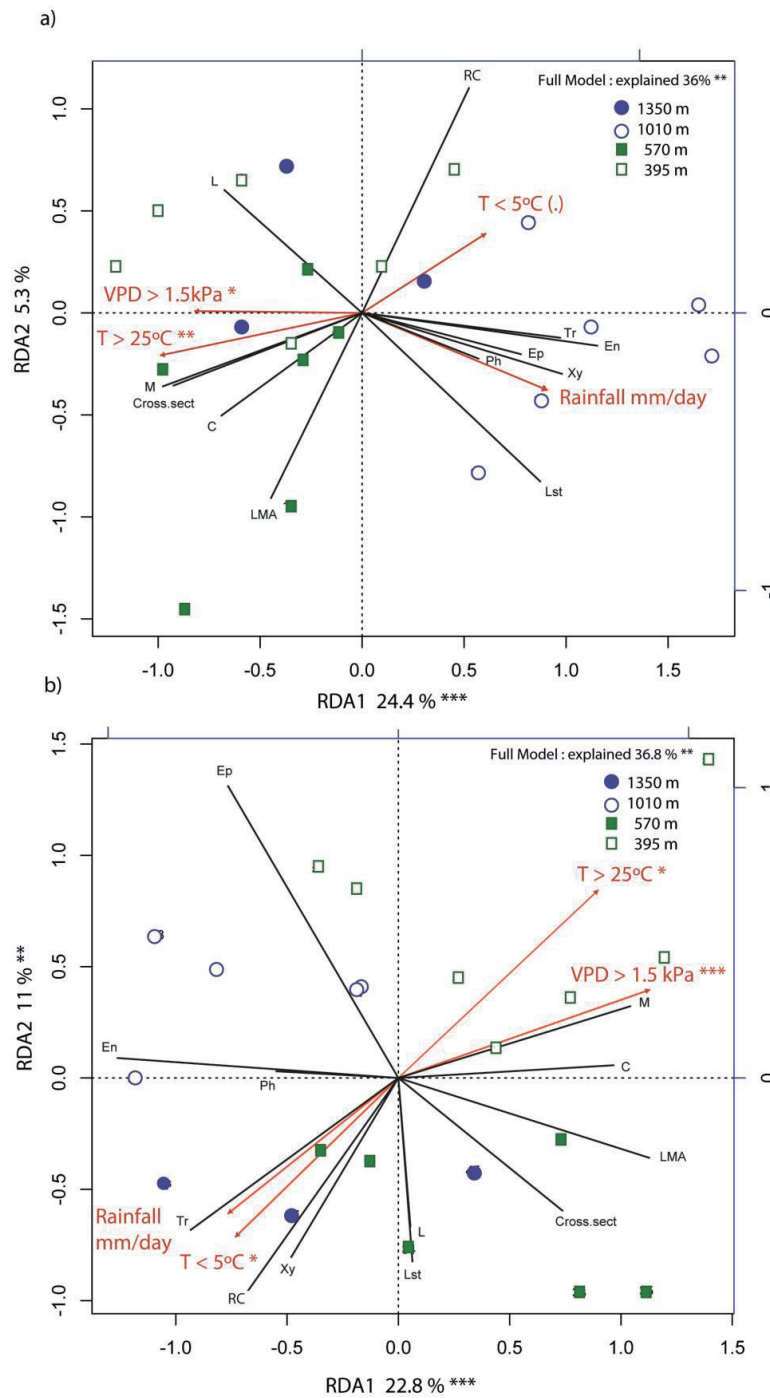 a)
Full Model : explained 36% **
1350 m
1010 m
570 m
395 m
RC
L
T < 5ºC (.)
VPD > 1.5kPa *
T > 25ºC **
M
Cross.sect
C
LMA
Tr
En
Ep
Ph
Xy
Rainfall mm/day
Lst
RDA2 5.3 %
1.0
0.5
0.0
-0.5
-1.0
-1.5
0
-1
-1.0
-0.5
0.0
0.5
1.0
1.5
RDA1 24.4 % ***
b)
Full Model : explained 36.8 % **
1350 m
1010 m
570 m
395 m
Ep
T > 25ºC *
VPD > 1.5 kPa ***
M
En
Ph
C
LMA
Cross.sect
Rainfall
mm/day
Tr
T < 5ºC *
Xy
RC
L
Lst
RDA2 11 % **
1.5
1.0
0.5
0.0
-0.5
-1.0
1
0
-1.0
-0.5
0.0
0.5
1.0
1.5
RDA1 22.8 % ***